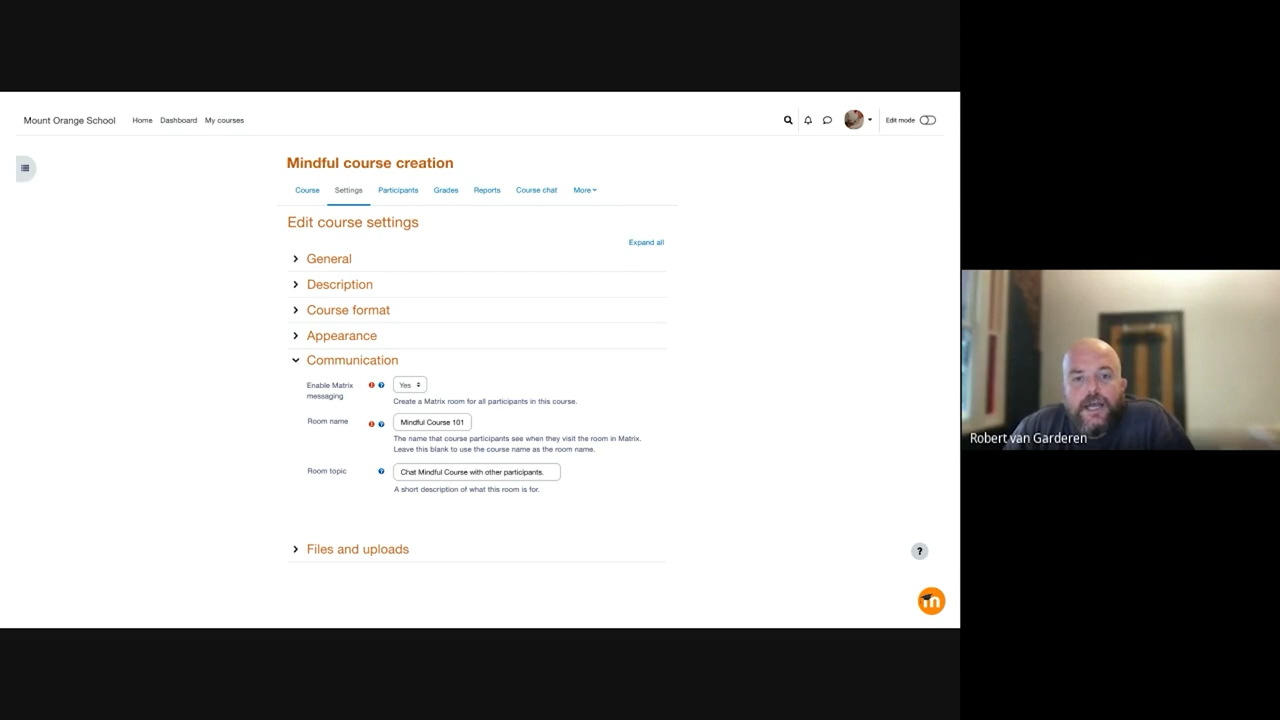 Mount Orange School Home Dashboard My courses Edit mode
Mindful course creation
Course Settings Participants Grades Reports Course chat More
Edit course settings
Expand all
General
Description
Course format
Appearance
Communication
Enable Matrix
messaging
Yes
Create a Matrix room for all participants in this course.
Room name
Mindful Course 101
The name that course participants see when they visit the room in Matrix.
Leave this blank to use the course name as the room name.
Room topic
Chat Mindful Course with other participants.
A short description of what this room is for.
Files and uploads
?
m
Robert van Garderen